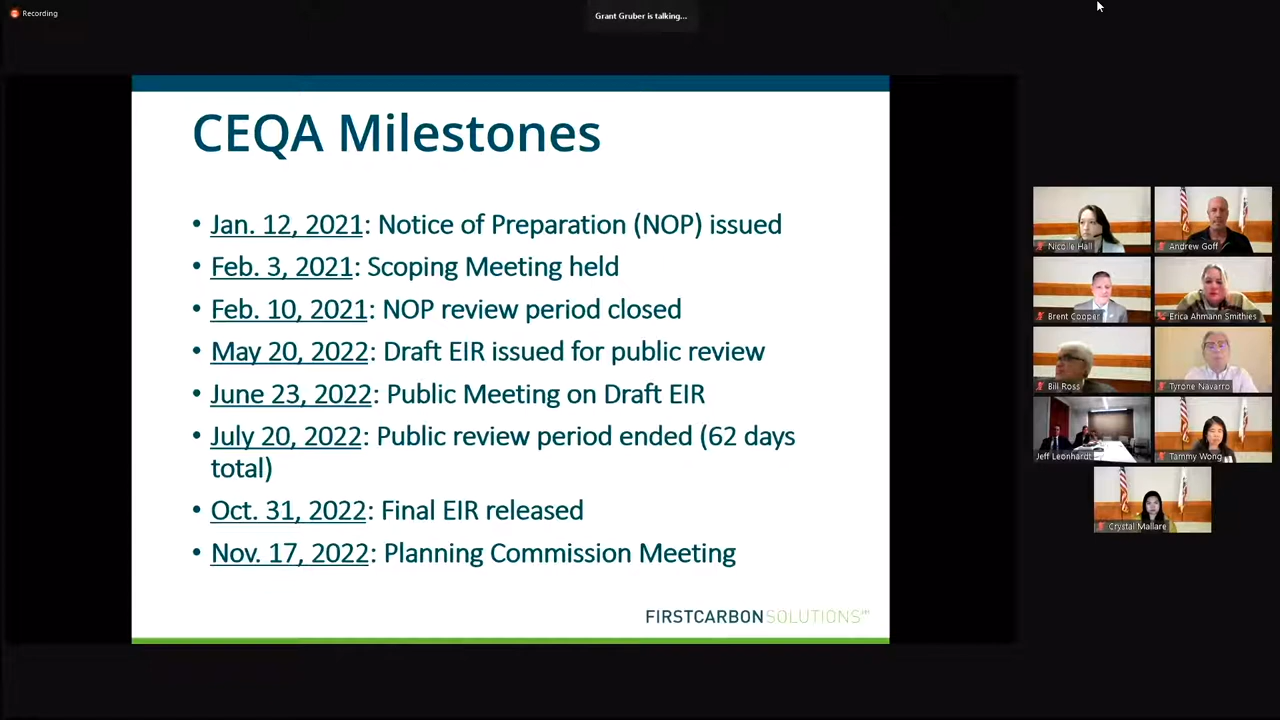 Recording
Grant Gruber is talking...
CEQA Milestones
• Jan. 12, 2021: Notice of Preparation (NOP) issued
• Feb. 3, 2021: Scoping Meeting held
• Feb. 10, 2021: NOP review period closed
• May 20, 2022: Draft EIR issued for public review
• June 23, 2022: Public Meeting on Draft EIR
• July 20, 2022: Public review period ended (62 days
total)
• Oct. 31, 2022: Final EIR released
• Nov. 17, 2022: Planning Commission Meeting
FIRSTCARBONSOLUTIONS℠
Nicole Hall
Andrew Goff
Brent Cooper
Erica Ahmann Smithies
Bill Ross
Tyrone Navarro
Jeff Leonhardt
Tammy Wong
Crystal Mallare